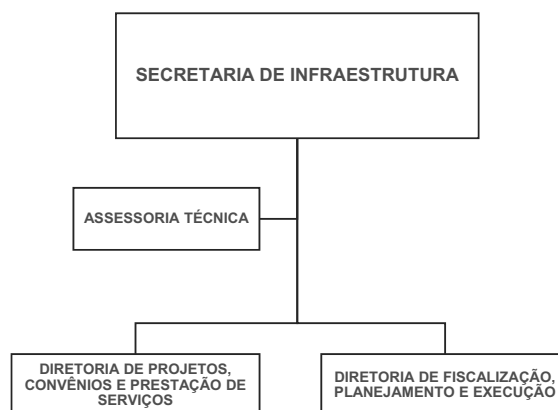 SECRETARIA DE INFRAESTRUTURA
ASSESSORIA TÉCNICA
DIRETORIA DE PROJETOS,
CONVÊNIOS E PRESTAÇÃO DE
SERVIÇOS
DIRETORIA DE FISCALIZAÇÃO,
PLANEJAMENTO E EXECUÇÃO